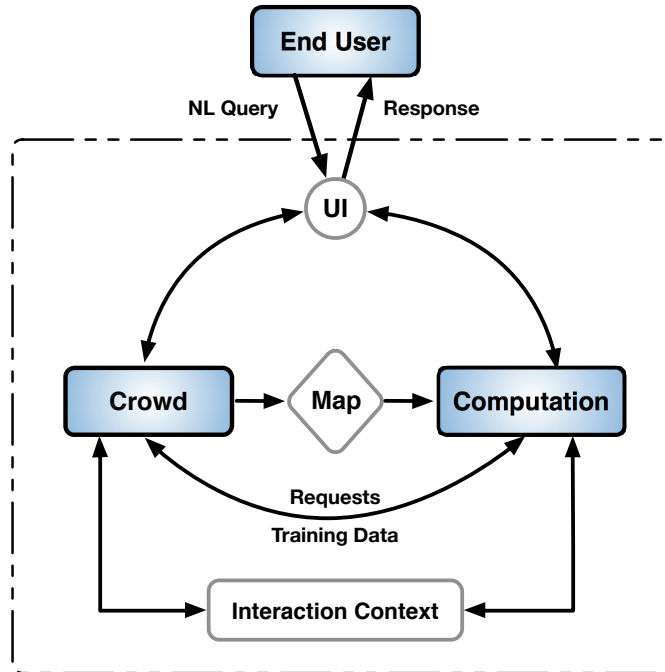 End User
NL Query
Response
UI
Crowd
Map
Computation
Requests
Training Data
Interaction Context